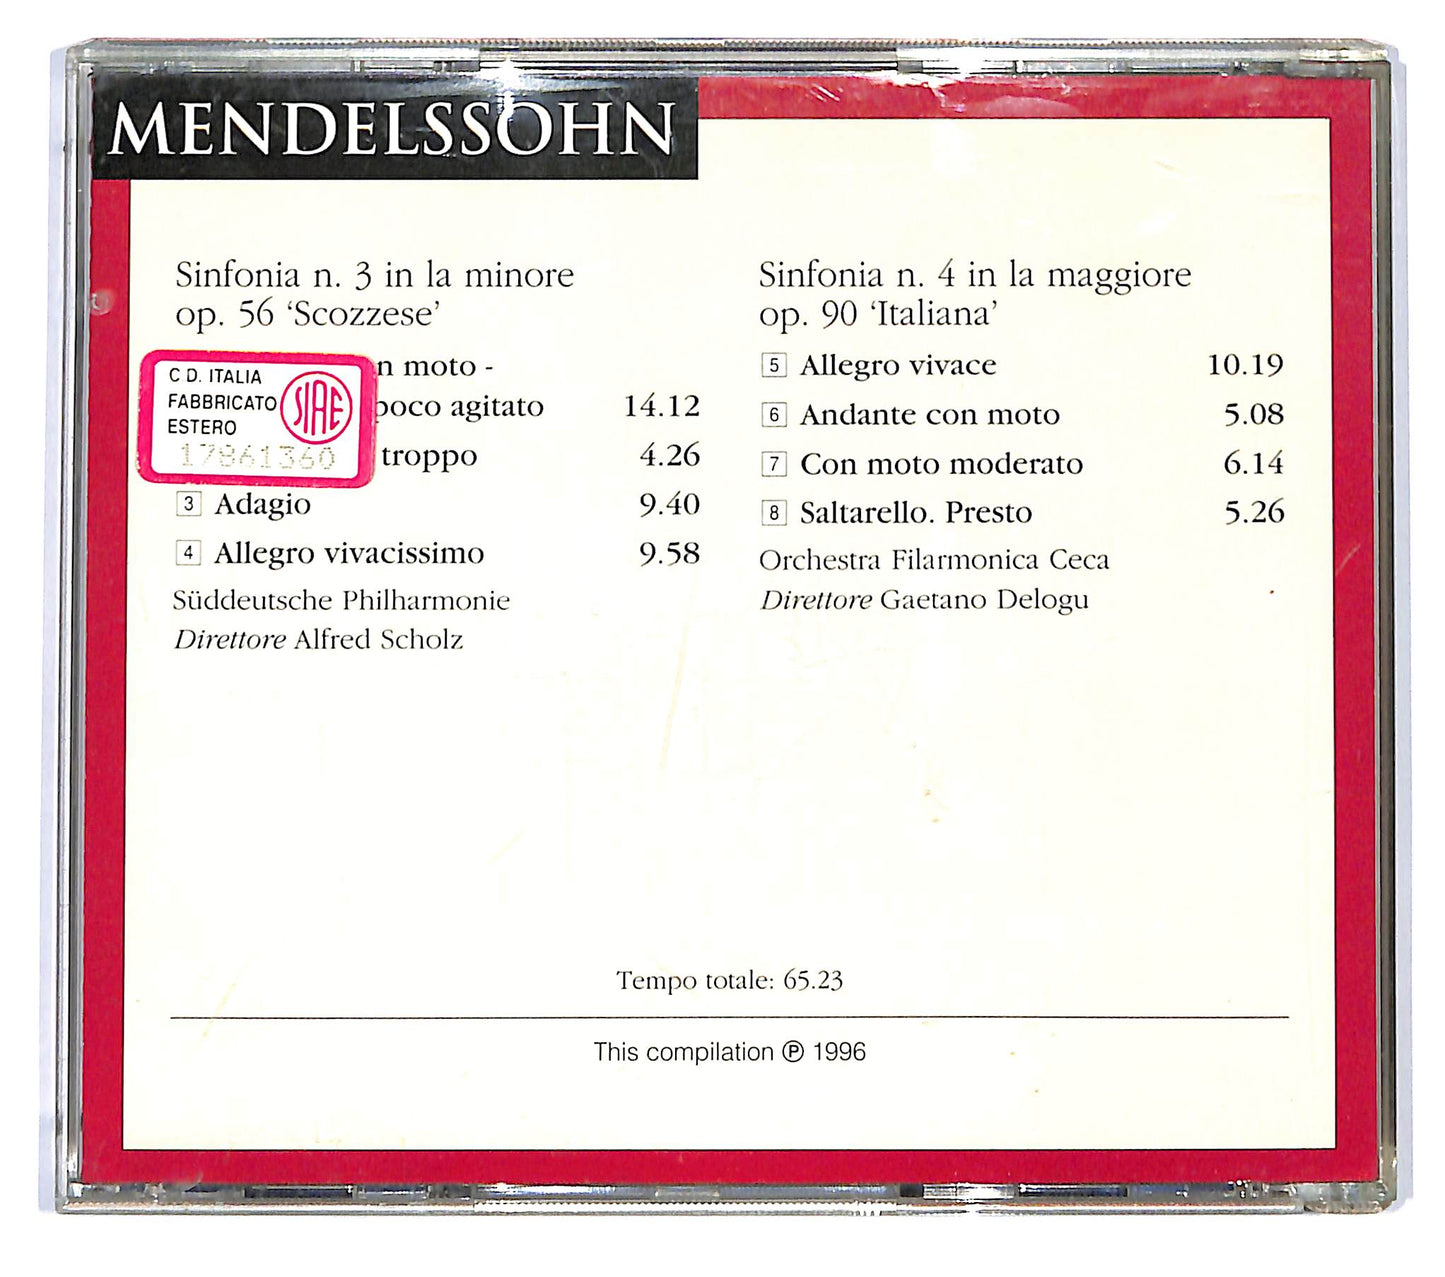 MENDELSSOHN
Sinfonia n. 3 in la minore
op. 56 ‘Scozzese’
n moto -
poco agitato 14.12
troppo 4.26
3 Adagio 9.40
4 Allegro vivacissimo 9.58
Süddeutsche Philharmonie
Direttore Alfred Scholz
C D. ITALIA
FABBRICATO
ESTERO
SIAE
17861360
Sinfonia n. 4 in la maggiore
op. 90 ‘Italiana’
5 Allegro vivace 10.19
6 Andante con moto 5.08
7 Con moto moderato 6.14
8 Saltarello. Presto 5.26
Orchestra Filarmonica Ceca
Direttore Gaetano Delogu
Tempo totale: 65.23
This compilation ℗ 1996